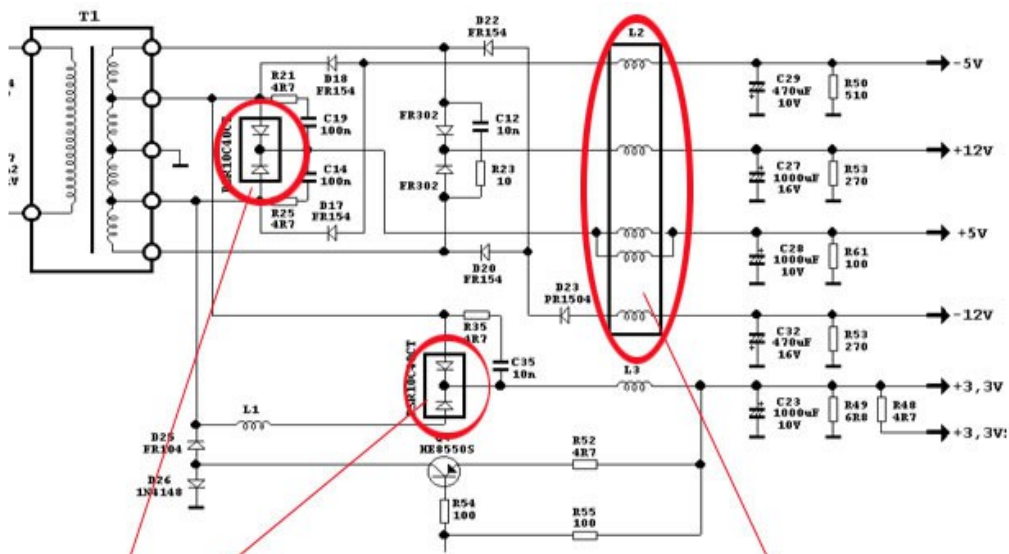 T1
D22
FR154
L2
-5V
R21
4R7
D18
FR154
C29
470uF
10V
R50
510
C19
100n
FR302
C12
10n
+12V
C14
100n
FR302
R23
10
C27
1000uF
16V
R53
270
R25
4R7
D17
FR154
+5V
D20
FR154
C28
1000uF
10V
R61
100
D23
PR1504
-12V
R35
4R7
C32
470uF
16V
R53
270
C35
10n
L3
+3,3V
L1
C23
1000uF
10V
R49
6R8
R48
4R7
D25
FR104
+3,3V
HE8550S
R52
4R7
D26
1N4148
R54
100
R55
100